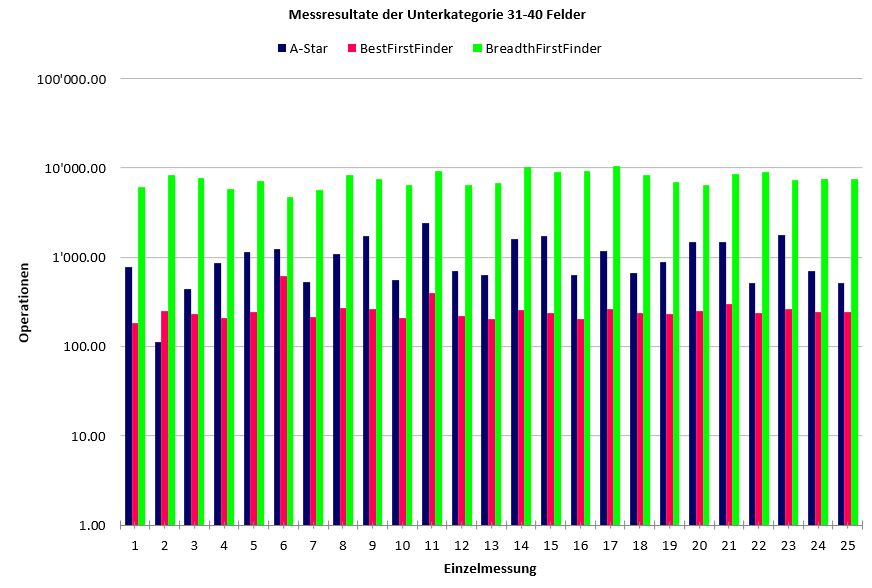 Messresultate der Unterkategorie 31-40 Felder
A-Star BestFirstFinder BreadthFirstFinder
100'000.00
10'000.00
1'000.00
100.00
10.00
1.00
Operationen
1 2 3 4 5 6 7 8 9 10 11 12 13 14 15 16 17 18 19 20 21 22 23 24 25
Einzelmessung